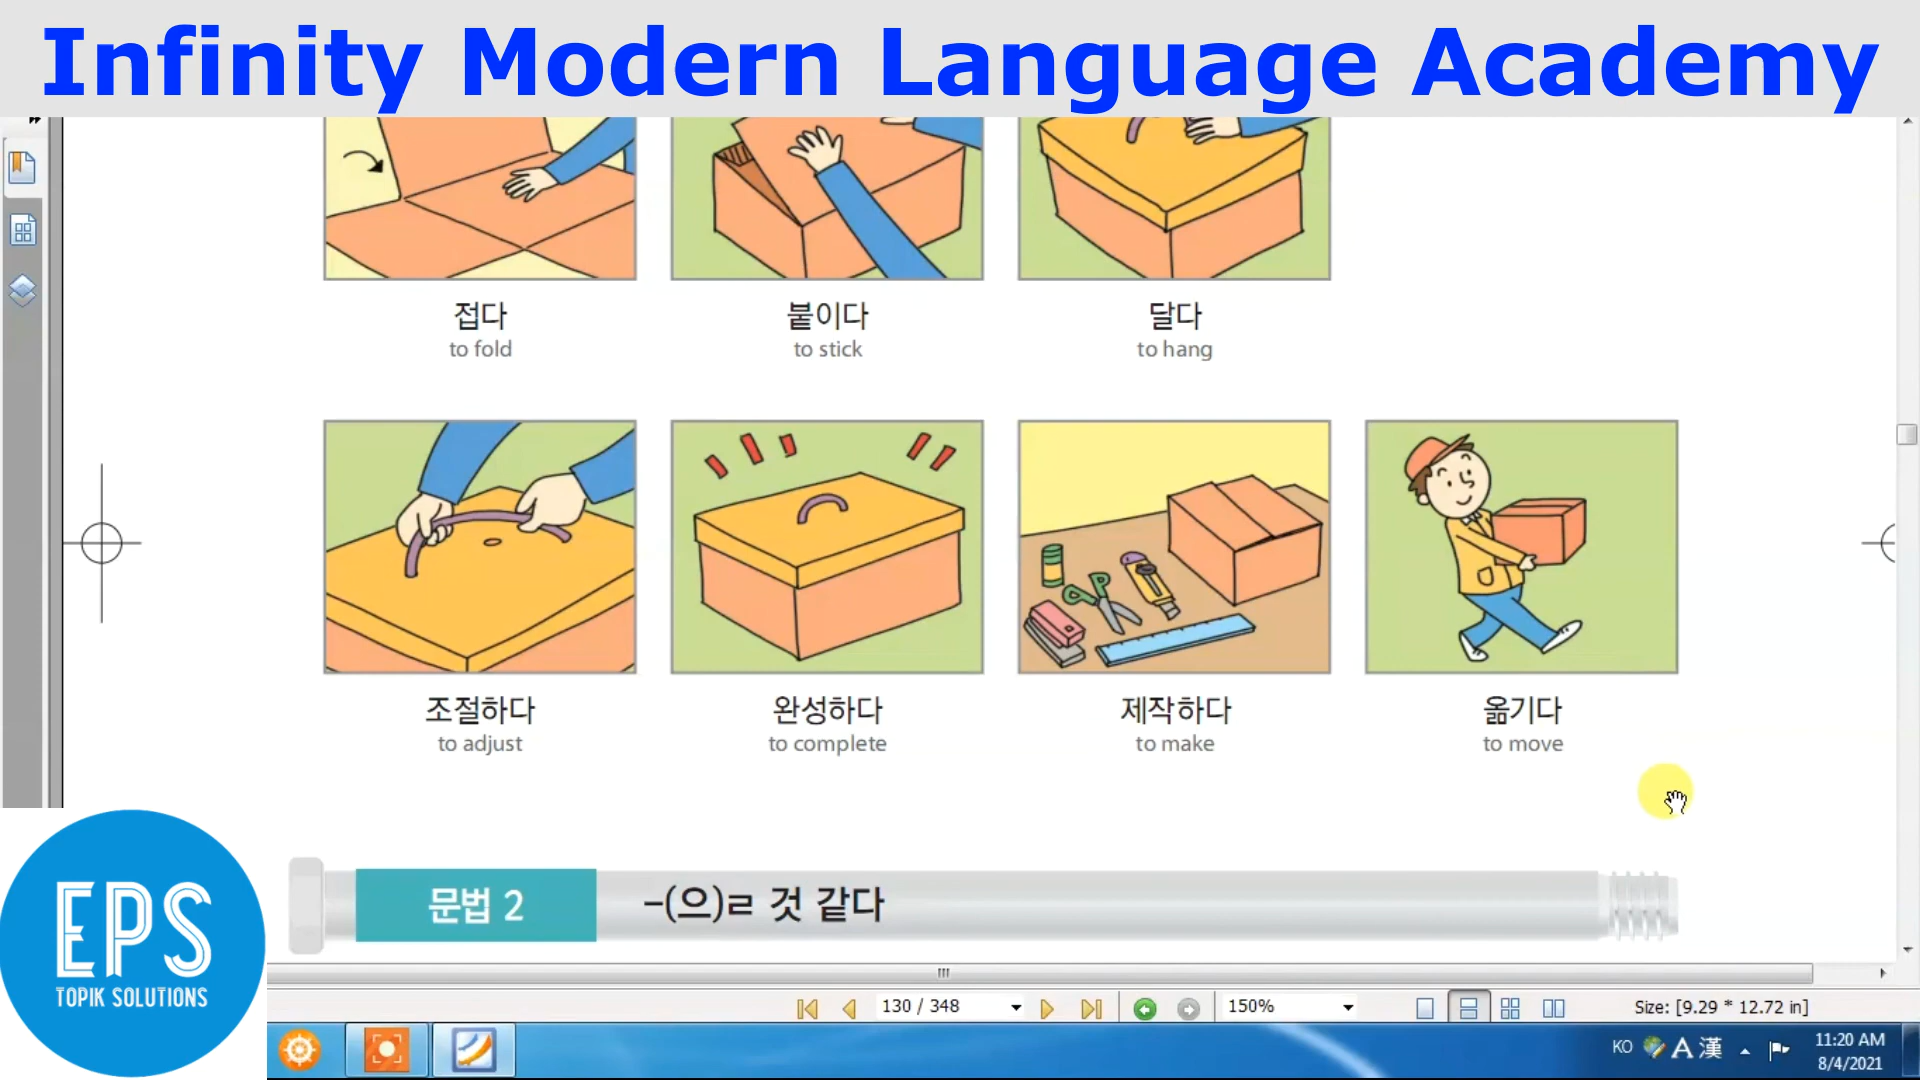 Infinity Modern Language Academy
접다
to fold
붙이다
to stick
달다
to hang
조절하다
to adjust
완성하다
to complete
제작하다
to make
옮기다
to move
문법 2
-(으)ㄹ 것 같다
EPS
TOPIK SOLUTIONS
130 / 348
150%
Size: [9.29 * 12.72 in]
KO
A 漢
11:20 AM
8/4/2021